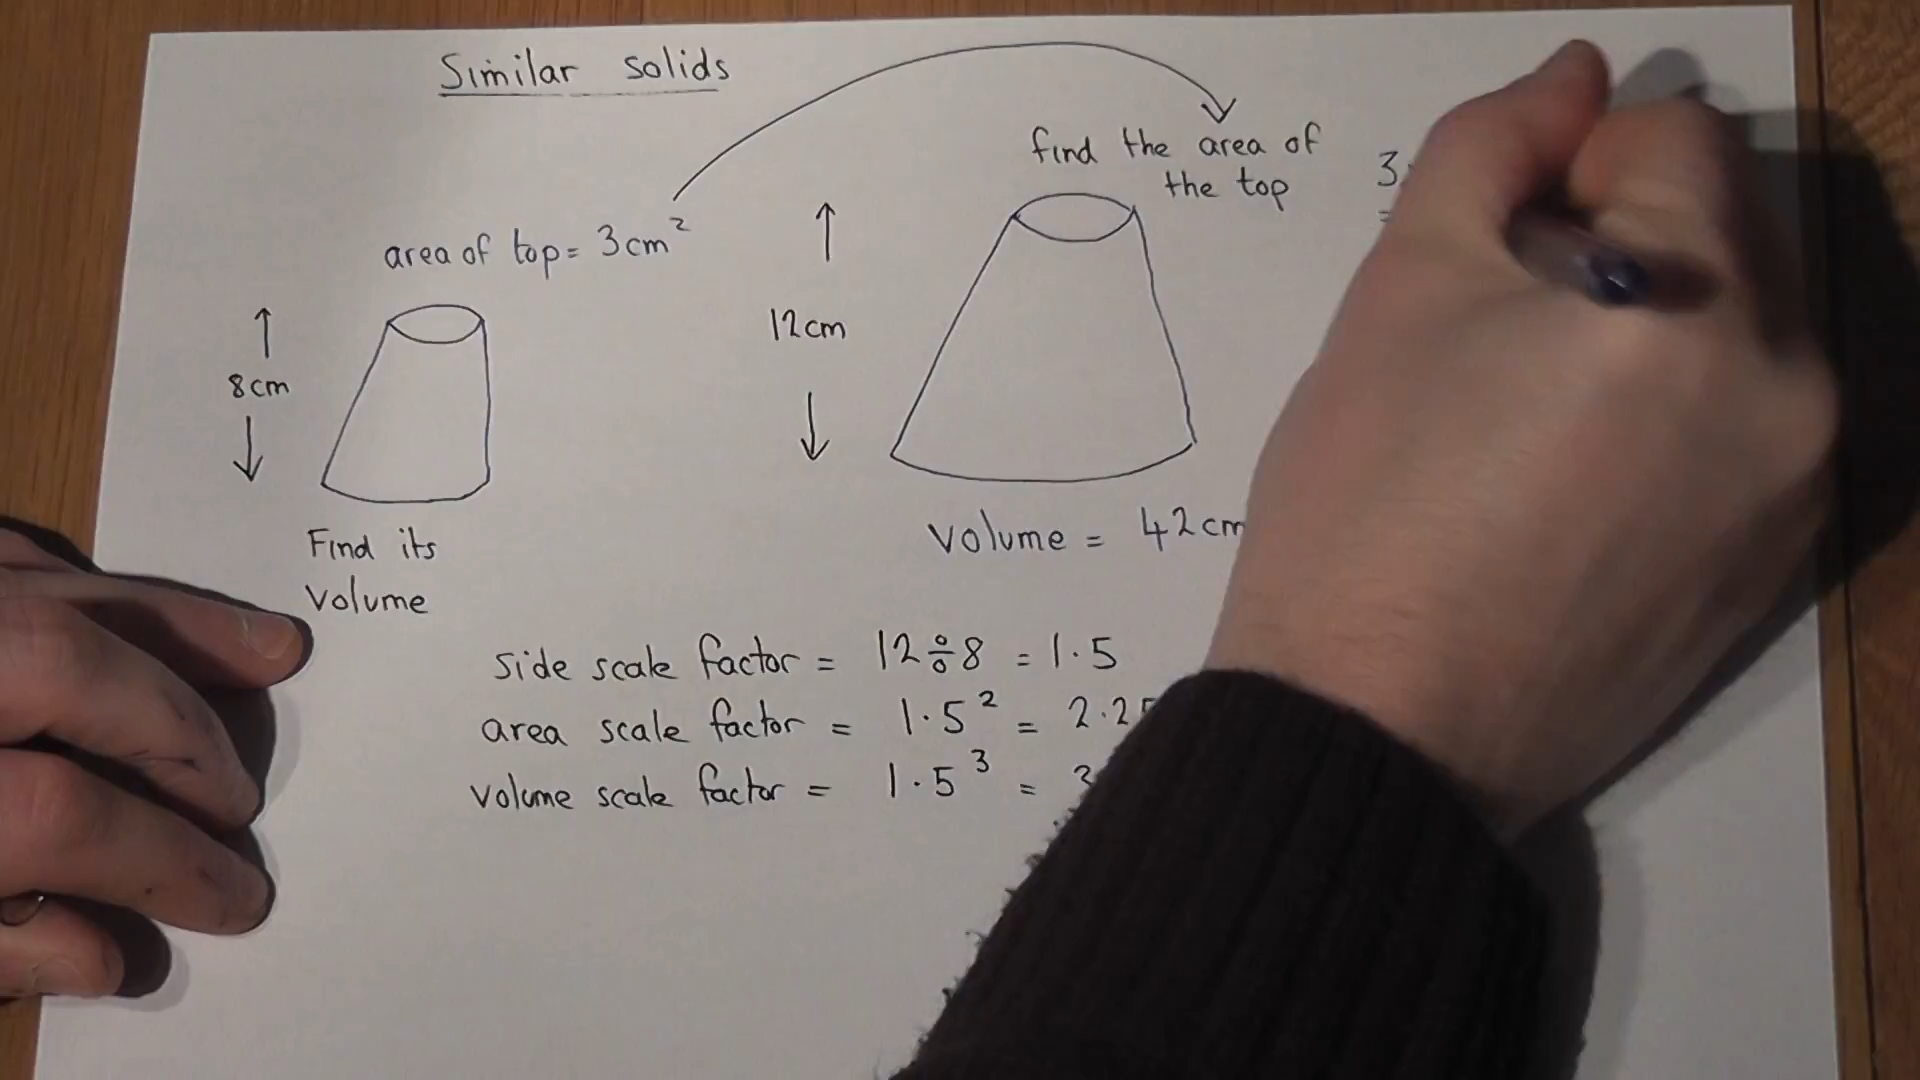 Similar solids
find the area of
the top
3
=
area of top = 3cm²
12cm
8cm
Volume = 42cm
Find its
Volume
side scale factor = 12÷8 = 1·5
area scale factor = 1·5² = 2·25
volume scale factor = 1·5³ = 3